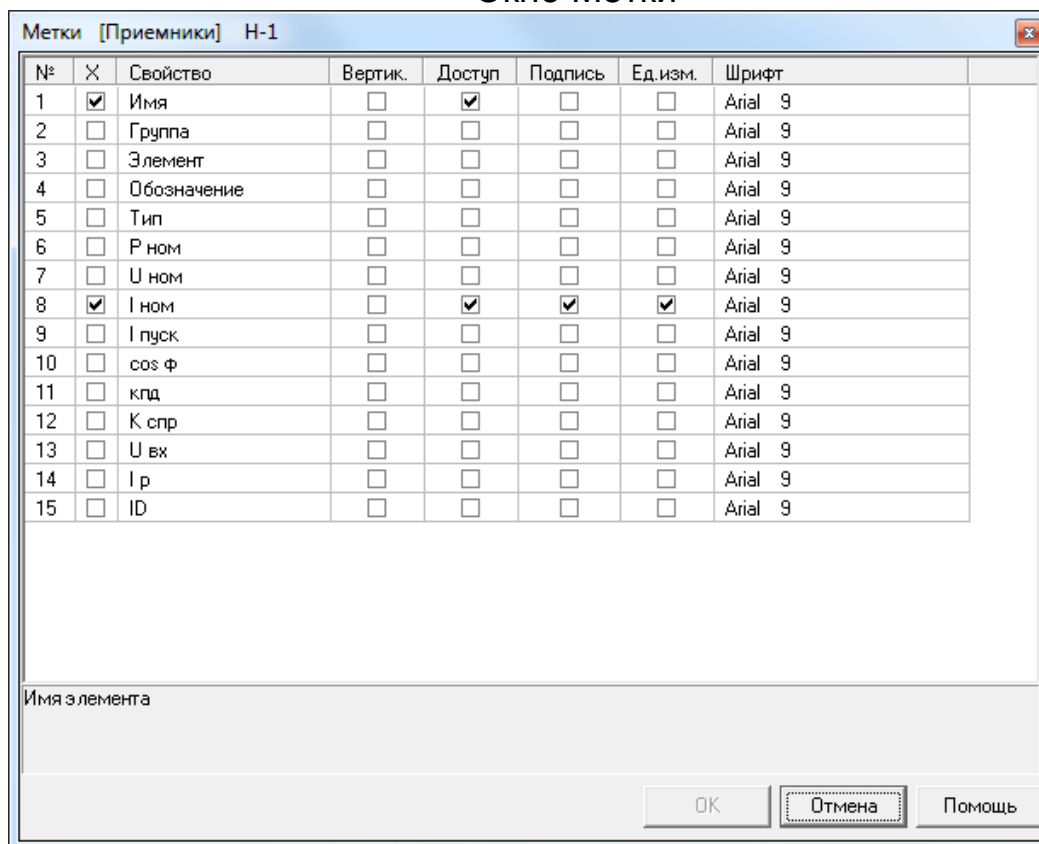 Окно Метки
Метки [Приемники] Н-1
№ X Свойство Вертик. Доступ Подпись Ед.изм. Шрифт
1 Имя Arial 9
2 Группа Arial 9
3 Элемент Arial 9
4 Обозначение Arial 9
5 Тип Arial 9
6 P ном Arial 9
7 U ном Arial 9
8 I ном Arial 9
9 I пуск Arial 9
10 cos ф Arial 9
11 кпд Arial 9
12 К спр Arial 9
13 U вх Arial 9
14 I р Arial 9
15 ID Arial 9
Имя элемента
OK Отмена Помощь